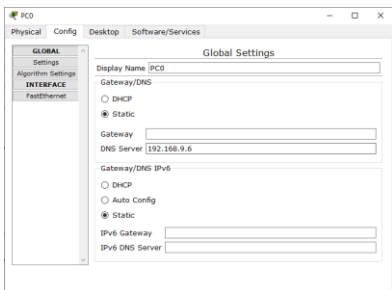 PC0
Physical Config Desktop Software/Services
GLOBAL
Settings
Algorithm Settings
INTERFACE
FastEthernet
Global Settings
Display Name PC0
Gateway/DNS
DHCP
Static
Gateway
DNS Server 192.168.9.6
Gateway/DNS IPv6
DHCP
Auto Config
Static
IPv6 Gateway
IPv6 DNS Server